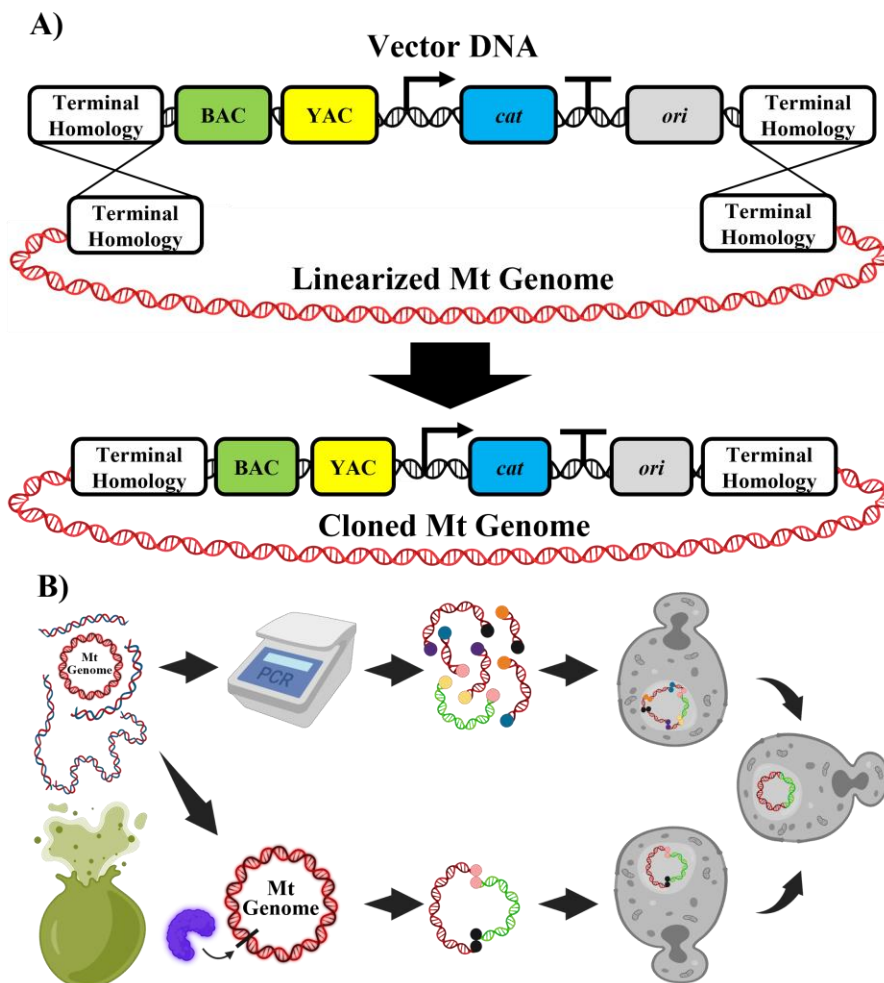 A)
Vector DNA
Terminal
Homology
BAC
YAC
cat
ori
Terminal
Homology
Terminal
Homology
Terminal
Homology
Linearized Mt Genome
Terminal
Homology
BAC
YAC
cat
ori
Terminal
Homology
Cloned Mt Genome
B)
Mt
Genome
PCR
Mt
Genome